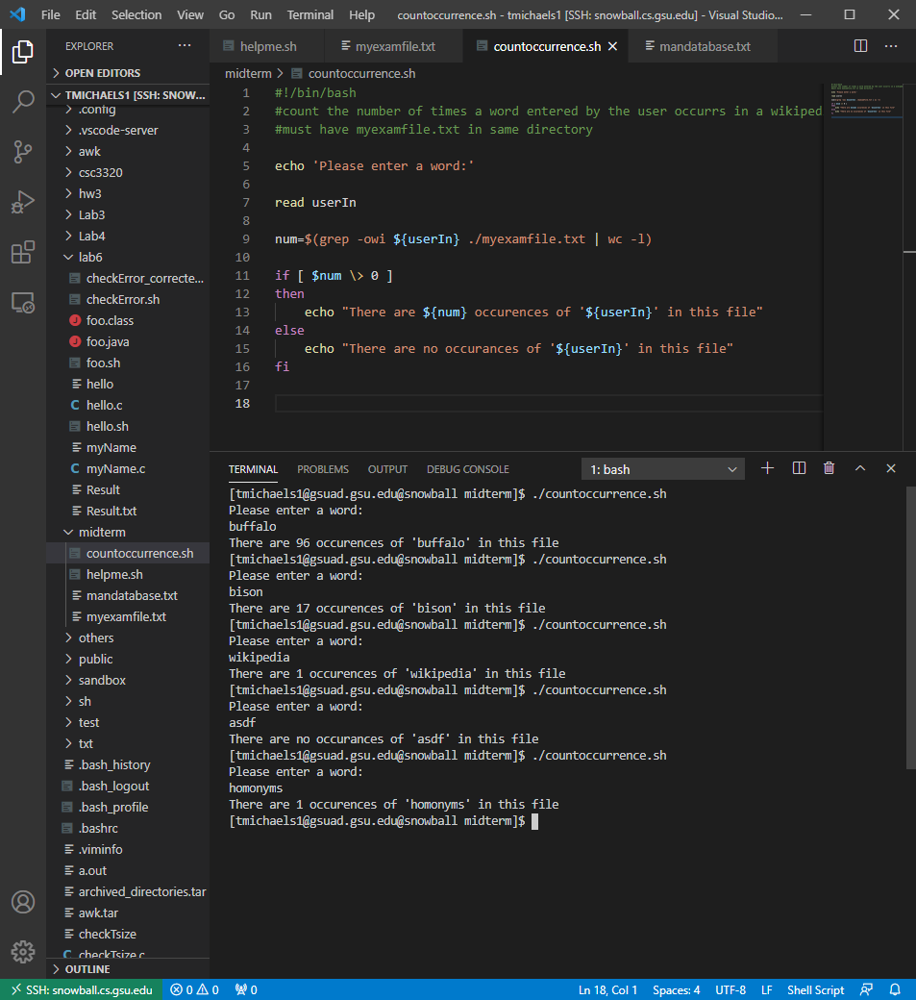 File Edit Selection View Go Run Terminal Help countoccurrence.sh - tmichaels1 [SSH: snowball.cs.gsu.edu] - Visual Studio...
EXPLORER
OPEN EDITORS
TMICHAELS1 [SSH: SNOW...
.config
.vscode-server
awk
csc3320
hw3
Lab3
Lab4
lab6
checkError_correcte...
checkError.sh
foo.class
foo.java
foo.sh
hello
hello.c
hello.sh
myName
myName.c
Result
Result.txt
midterm
countoccurrence.sh
helpme.sh
mandatabase.txt
myexamfile.txt
others
public
sandbox
sh
test
txt
.bash_history
.bash_logout
.bash_profile
.bashrc
.viminfo
a.out
archived_directories.tar
awk.tar
checkTsize
checkTsize.c
OUTLINE
helpme.sh myexamfile.txt countoccurrence.sh mandatabase.txt
midterm > countoccurrence.sh
1 #!/bin/bash
2 #count the number of times a word entered by the user occurrs in a wikiped
3 #must have myexamfile.txt in same directory
4
5 echo 'Please enter a word:'
6
7 read userIn
8
9 num=$(grep -owi ${userIn} ./myexamfile.txt | wc -l)
10
11 if [ $num \> 0 ]
12 then
13 echo "There are ${num} occurences of '${userIn}' in this file"
14 else
15 echo "There are no occurances of '${userIn}' in this file"
16 fi
17
18
TERMINAL PROBLEMS OUTPUT DEBUG CONSOLE 1: bash
[tmichaels1@gsuad.gsu.edu@snowball midterm]$ ./countoccurrence.sh
Please enter a word:
buffalo
There are 96 occurences of 'buffalo' in this file
[tmichaels1@gsuad.gsu.edu@snowball midterm]$ ./countoccurrence.sh
Please enter a word:
bison
There are 17 occurences of 'bison' in this file
[tmichaels1@gsuad.gsu.edu@snowball midterm]$ ./countoccurrence.sh
Please enter a word:
wikipedia
There are 1 occurences of 'wikipedia' in this file
[tmichaels1@gsuad.gsu.edu@snowball midterm]$ ./countoccurrence.sh
Please enter a word:
asdf
There are no occurances of 'asdf' in this file
[tmichaels1@gsuad.gsu.edu@snowball midterm]$ ./countoccurrence.sh
Please enter a word:
homonyms
There are 1 occurences of 'homonyms' in this file
[tmichaels1@gsuad.gsu.edu@snowball midterm]$
SSH: snowball.cs.gsu.edu 0 0 0 Ln 18, Col 1 Spaces: 4 UTF-8 LF Shell Script